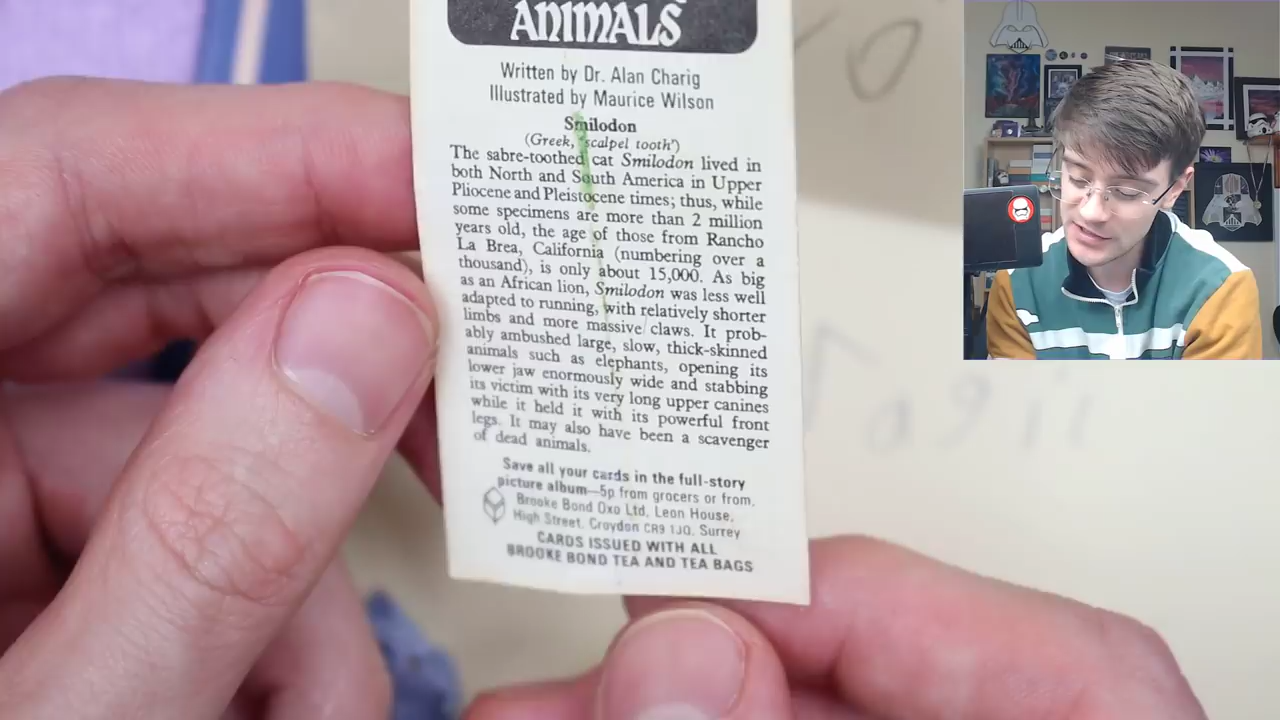 ANIMALS
Written by Dr. Alan Charig
Illustrated by Maurice Wilson
Smilodon
(Greek, 'scalpel tooth')
The sabre-toothed cat Smilodon lived in
both North and South America in Upper
Pliocene and Pleistocene times; thus, while
some specimens are more than 2 million
years old, the age of those from Rancho
La Brea, California (numbering over a
thousand), is only about 15,000. As big
as an African lion, Smilodon was less well
adapted to running, with relatively shorter
limbs and more massive claws. It prob-
ably ambushed large, slow, thick-skinned
animals such as elephants, opening its
lower jaw enormously wide and stabbing
its victim with its very long upper canines
while it held it with its powerful front
legs. It may also have been a scavenger
of dead animals.
Save all your cards in the full-story
picture album—5p from grocers or from,
Brooke Bond Oxo Ltd, Leon House,
High Street, Croydon CR9 1JQ, Surrey
CARDS ISSUED WITH ALL
BROOKE BOND TEA AND TEA BAGS